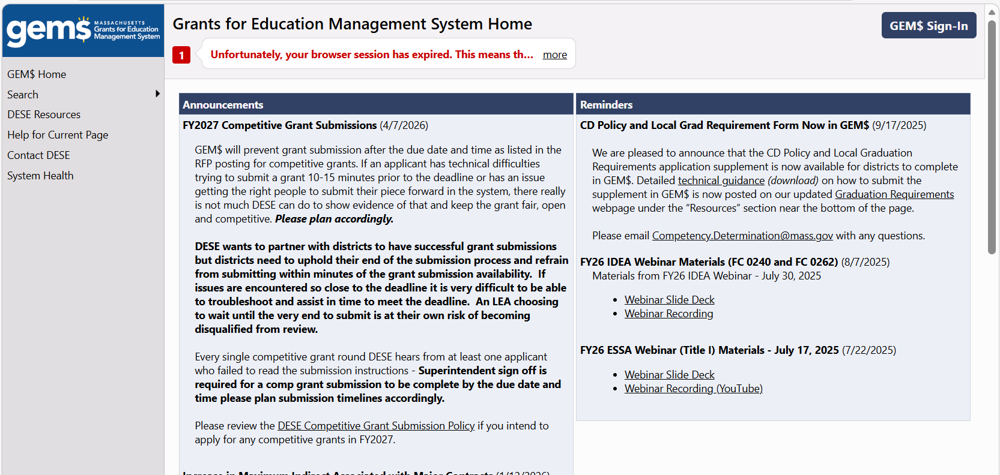 gem$ MASSACHUSETTS
Grants for Education
Management System
Grants for Education Management System Home
GEM$ Sign-In
1
Unfortunately, your browser session has expired. This means th... more
GEM$ Home
Search
DESE Resources
Help for Current Page
Contact DESE
System Health
Announcements
FY2027 Competitive Grant Submissions (4/7/2026)
GEM$ will prevent grant submission after the due date and time as listed in the
RFP posting for competitive grants. If an applicant has technical difficulties
trying to submit a grant 10-15 minutes prior to the deadline or has an issue
getting the right people to submit their piece forward in the system, there really
is not much DESE can do to show evidence of that and keep the grant fair, open
and competitive. Please plan accordingly.
DESE wants to partner with districts to have successful grant submissions
but districts need to uphold their end of the submission process and refrain
from submitting within minutes of the grant submission availability.  If
issues are encountered so close to the deadline it is very difficult to be able
to troubleshoot and assist in time to meet the deadline.  An LEA choosing
to wait until the very end to submit is at their own risk of becoming
disqualified from review.
Every single competitive grant round DESE hears from at least one applicant
who failed to read the submission instructions - Superintendent sign off is
required for a comp grant submission to be complete by the due date and
time please plan submission timelines accordingly.
Please review the DESE Competitive Grant Submission Policy if you intend to
apply for any competitive grants in FY2027.
Increase in Maximum Indirect Associated with Major Contracts (1/12/2026)
Reminders
CD Policy and Local Grad Requirement Form Now in GEM$ (9/17/2025)
We are pleased to announce that the CD Policy and Local Graduation
Requirements application supplement is now available for districts to complete
in GEM$. Detailed technical guidance (download) on how to submit the
supplement in GEM$ is now posted on our updated Graduation Requirements
webpage under the “Resources” section near the bottom of the page.
Please email Competency.Determination@mass.gov with any questions.
FY26 IDEA Webinar Materials (FC 0240 and FC 0262) (8/7/2025)
Materials from FY26 IDEA Webinar - July 30, 2025
• Webinar Slide Deck
• Webinar Recording
FY26 ESSA Webinar (Title I) Materials - July 17, 2025 (7/22/2025)
• Webinar Slide Deck
• Webinar Recording (YouTube)